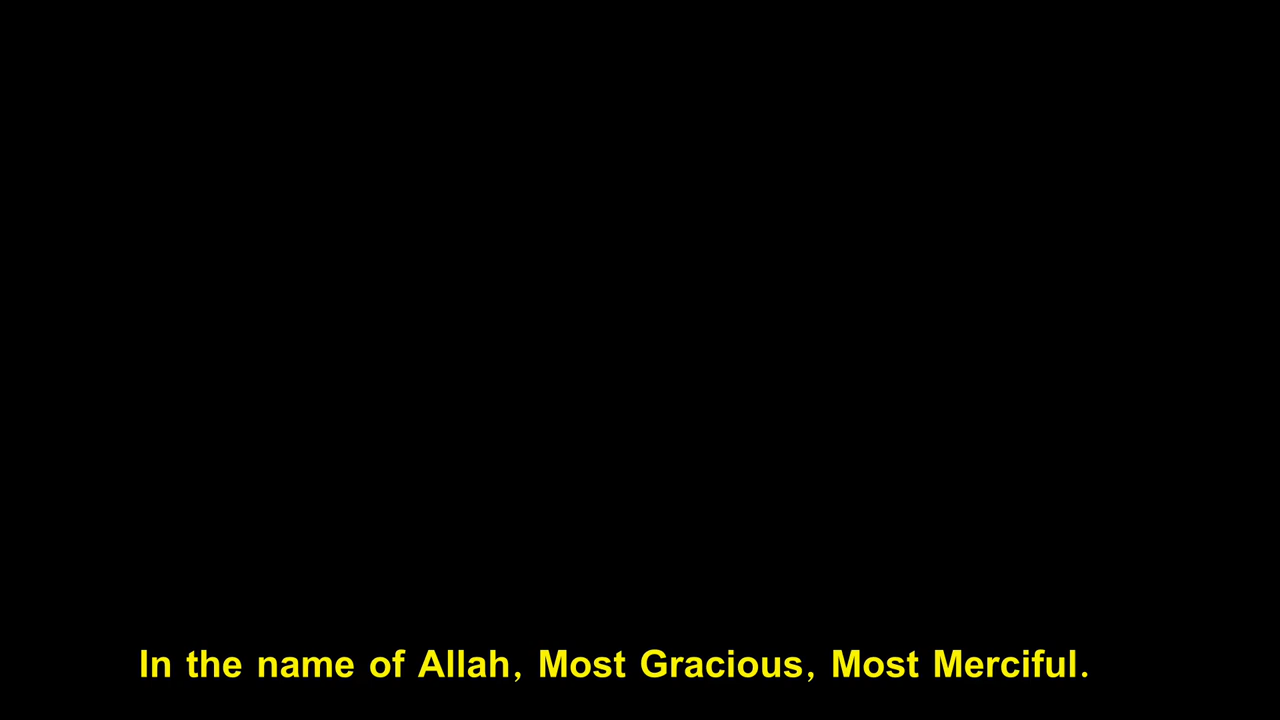 In the name of Allah, Most Gracious, Most Merciful.